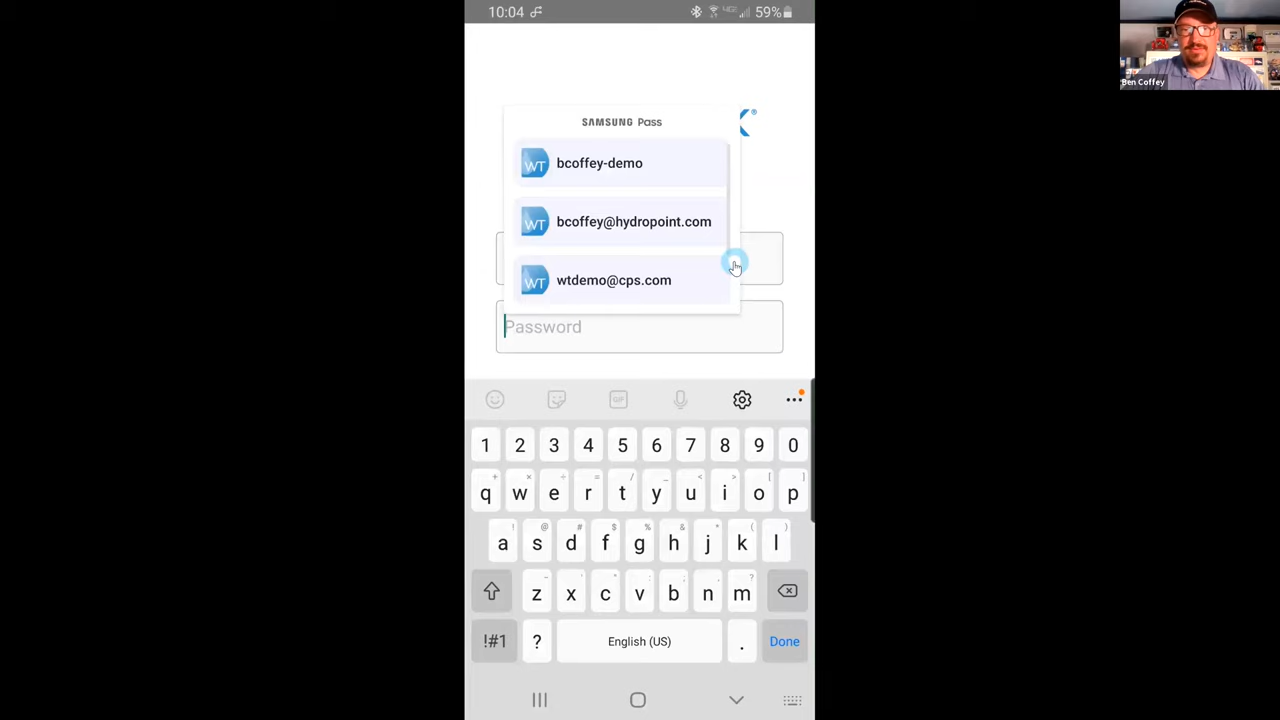 10:04
59%
Ben Coffey
SAMSUNG Pass
WT bcoffey-demo
WT bcoffey@hydropoint.com
WT wtdemo@cps.com
Password
GIF
1 2 3 4 5 6 7 8 9 0
+ × ÷ = / _ < > [ ]
q w e r t y u i o p
! @ # $ % ^ & * ( )
a s d f g h j k l
- ' " : ; , ?
z x c v b n m
!#1 ? English (US) . Done